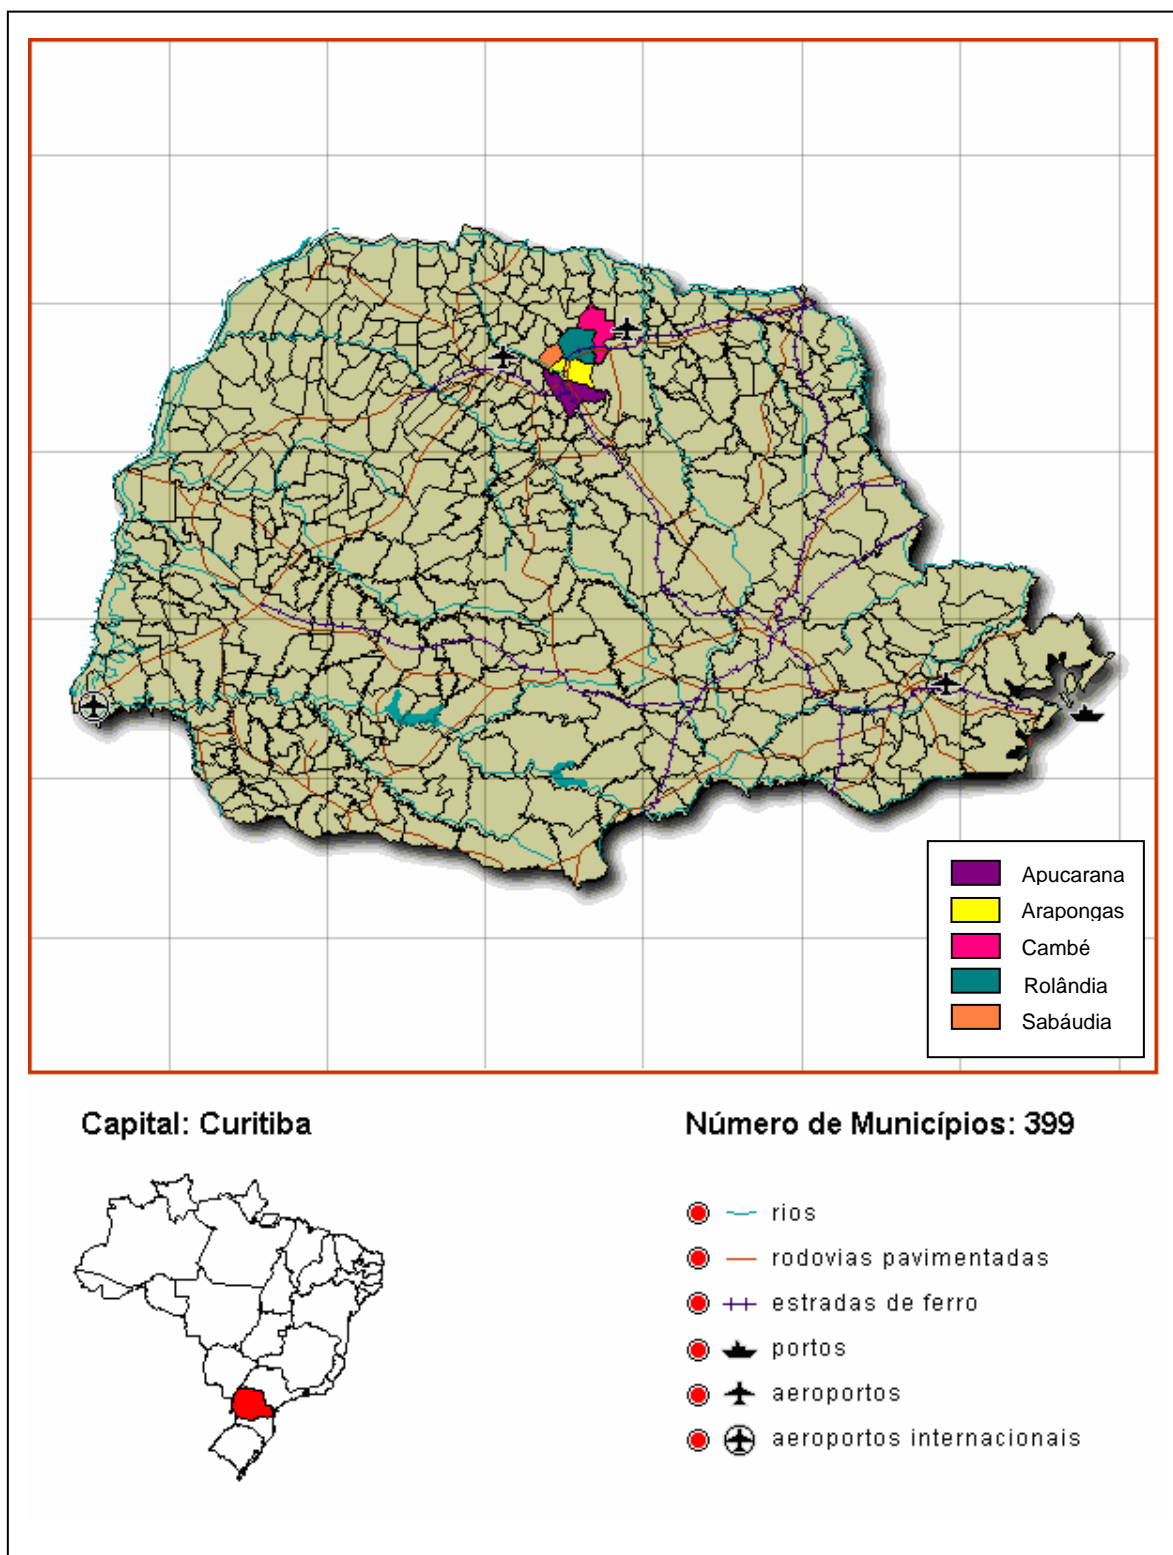 Apucarana
Arapongas
Cambé
Rolândia
Sabáudia
Capital: Curitiba
Número de Municípios: 399
rios
rodovias pavimentadas
estradas de ferro
portos
aeroportos
aeroportos internacionais